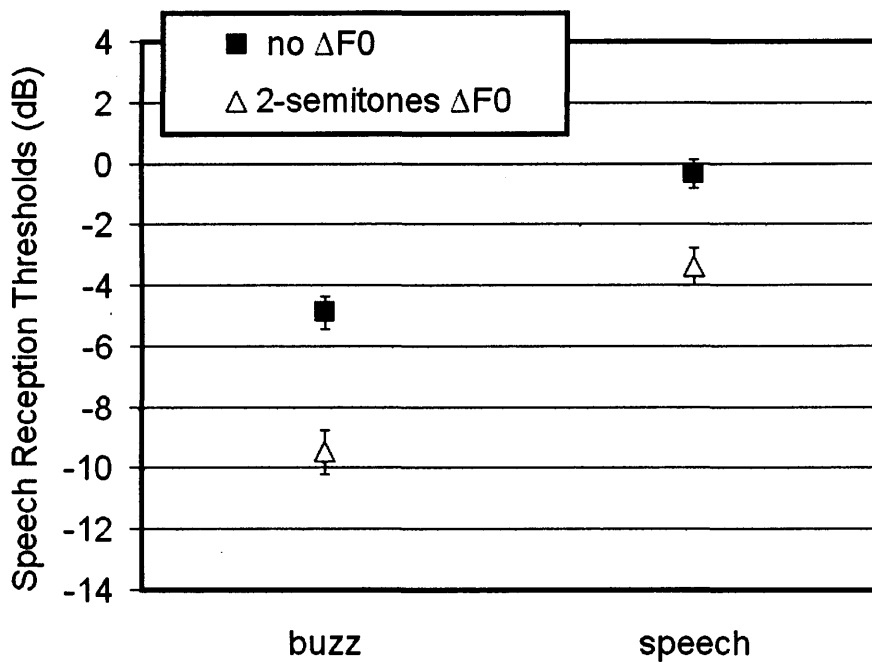 no ΔF0
2-semitones ΔF0
Speech Reception Thresholds (dB)
4
2
0
-2
-4
-6
-8
-10
-12
-14
buzz
speech